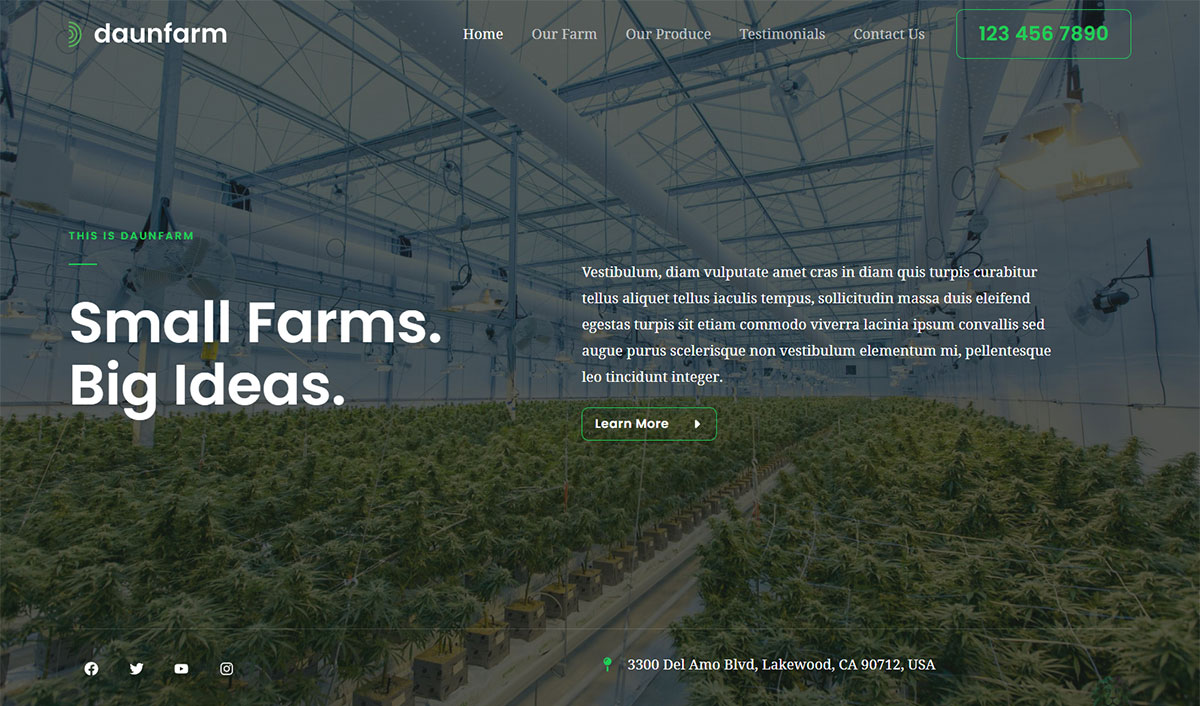 daunfarm
Home Our Farm Our Produce Testimonials Contact Us 123 456 7890
THIS IS DAUNFARM
Small Farms.
Big Ideas.
Vestibulum, diam vulputate amet cras in diam quis turpis curabitur
tellus aliquet tellus iaculis tempus, sollicitudin massa duis eleifend
egestas turpis sit etiam commodo viverra lacinia ipsum convallis sed
augue purus scelerisque non vestibulum elementum mi, pellentesque
leo tincidunt integer.
Learn More
3300 Del Amo Blvd, Lakewood, CA 90712, USA